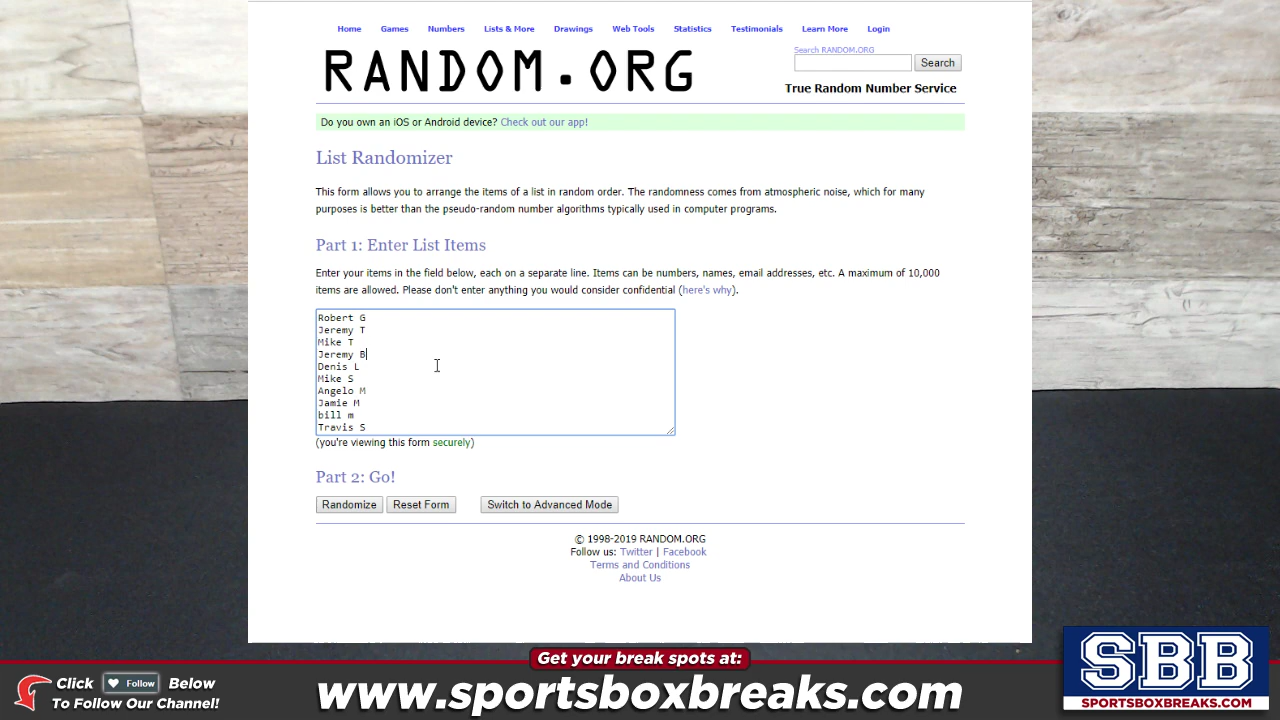 Home Games Numbers Lists & More Drawings Web Tools Statistics Testimonials Learn More Login
RANDOM.ORG
Search RANDOM.ORG
Search
True Random Number Service
Do you own an iOS or Android device? Check out our app!
List Randomizer
This form allows you to arrange the items of a list in random order. The randomness comes from atmospheric noise, which for many
purposes is better than the pseudo-random number algorithms typically used in computer programs.
Part 1: Enter List Items
Enter your items in the field below, each on a separate line. Items can be numbers, names, email addresses, etc. A maximum of 10,000
items are allowed. Please don't enter anything you would consider confidential (here's why).
Robert G
Jeremy T
Mike T
Jeremy B
Denis L
Mike S
Angelo M
Jamie M
bill m
Travis S
(you're viewing this form securely)
Part 2: Go!
Randomize Reset Form Switch to Advanced Mode
© 1998-2019 RANDOM.ORG
Follow us: Twitter | Facebook
Terms and Conditions
About Us
Get your break spots at:
Click Follow Below
To Follow Our Channel!
www.sportsboxbreaks.com
SBB
SPORTSBOXBREAKS.COM